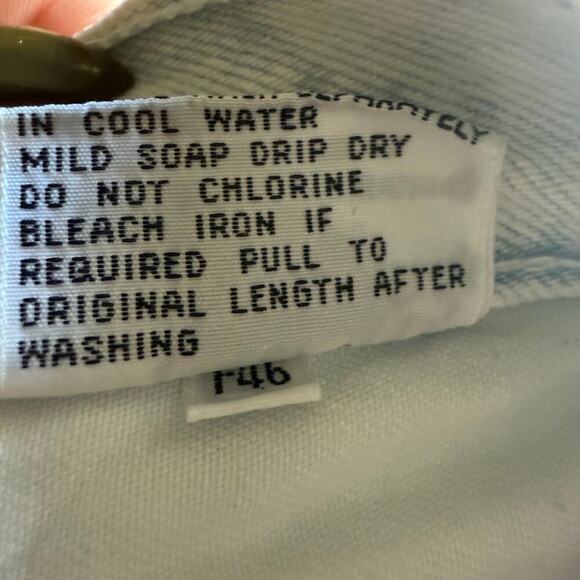 SEPARATELY
IN COOL WATER
MILD SOAP DRIP DRY
DO NOT CHLORINE
BLEACH IRON IF
REQUIRED PULL TO
ORIGINAL LENGTH AFTER
WASHING